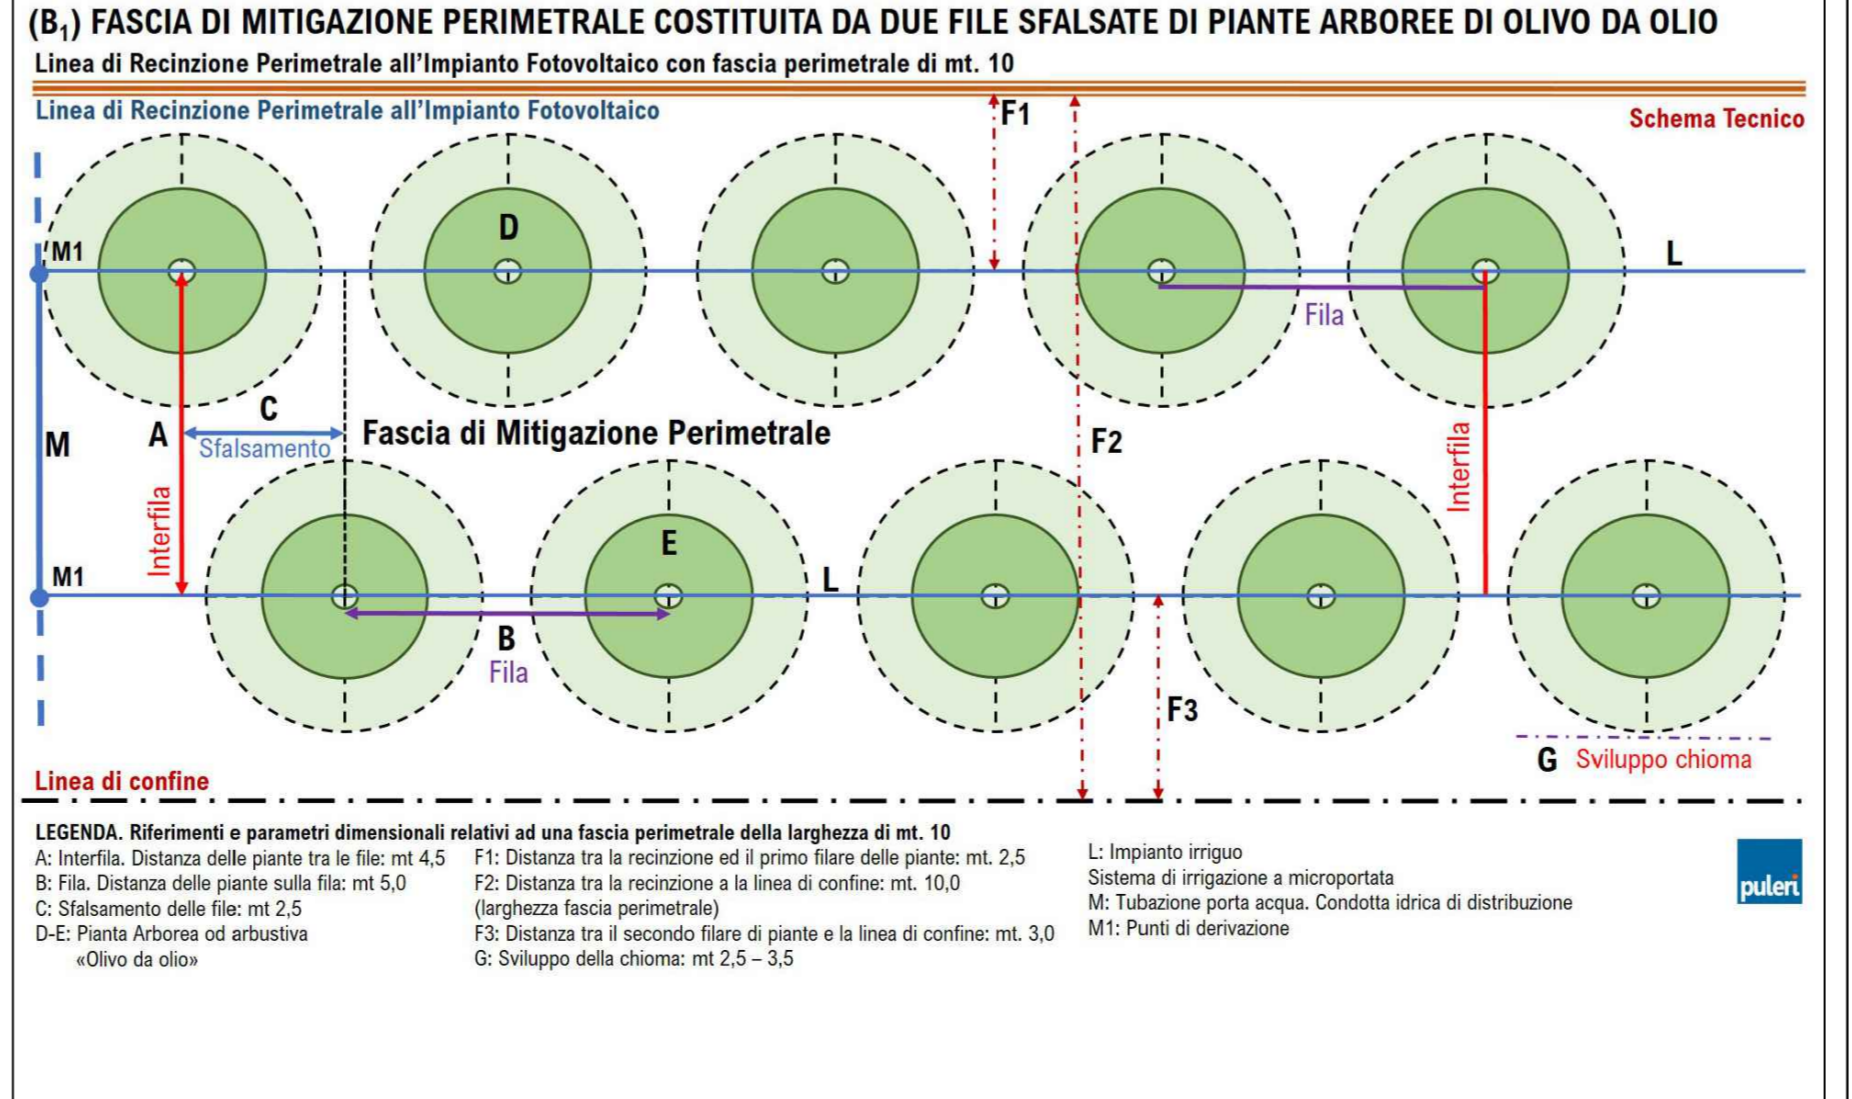 (B₁) FASCIA DI MITIGAZIONE PERIMETRALE COSTITUITA DA DUE FILE SFALSATE DI PIANTE ARBOREE DI OLIVO DA OLIO
Linea di Recinzione Perimetrale all'Impianto Fotovoltaico con fascia perimetrale di mt. 10
Linea di Recinzione Perimetrale all'Impianto Fotovoltaico
F1
Schema Tecnico
D
M1
L
Fila
C
A
Sfalsamento
Fascia di Mitigazione Perimetrale
M
F2
Interfila
Interfila
E
M1
L
B
Fila
F3
G Sviluppo chioma
Linea di confine
LEGENDA. Riferimenti e parametri dimensionali relativi ad una fascia perimetrale della larghezza di mt. 10
A: Interfila. Distanza delle piante tra le file: mt 4,5
B: Fila. Distanza delle piante sulla fila: mt 5,0
C: Sfalsamento delle file: mt 2,5
D-E: Pianta Arborea od arbustiva
«Olivo da olio»
F1: Distanza tra la recinzione ed il primo filare delle piante: mt. 2,5
F2: Distanza tra la recinzione a la linea di confine: mt. 10,0
(larghezza fascia perimetrale)
F3: Distanza tra il secondo filare di piante e la linea di confine: mt. 3,0
G: Sviluppo della chioma: mt 2,5 – 3,5
L: Impianto irriguo
Sistema di irrigazione a microportata
M: Tubazione porta acqua. Condotta idrica di distribuzione
M1: Punti di derivazione
puleri